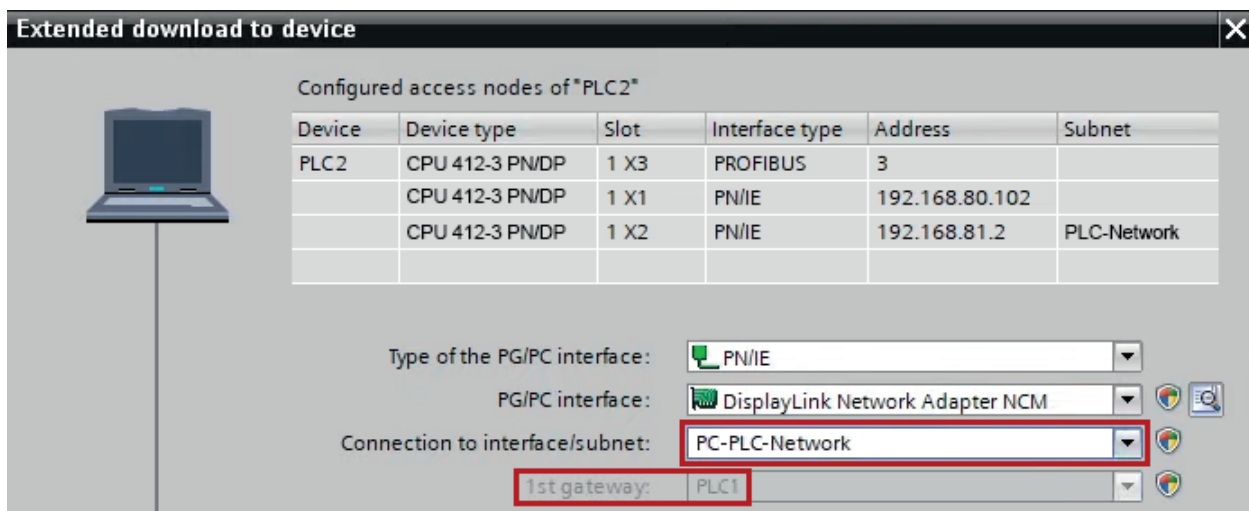 Extended download to device
Configured access nodes of "PLC2"
Device Device type Slot Interface type Address Subnet
PLC2 CPU 412-3 PN/DP 1 X3 PROFIBUS 3
CPU 412-3 PN/DP 1 X1 PN/IE 192.168.80.102
CPU 412-3 PN/DP 1 X2 PN/IE 192.168.81.2 PLC-Network
Type of the PG/PC interface: PN/IE
PG/PC interface: DisplayLink Network Adapter NCM
Connection to interface/subnet: PC-PLC-Network
1st gateway: PLC1